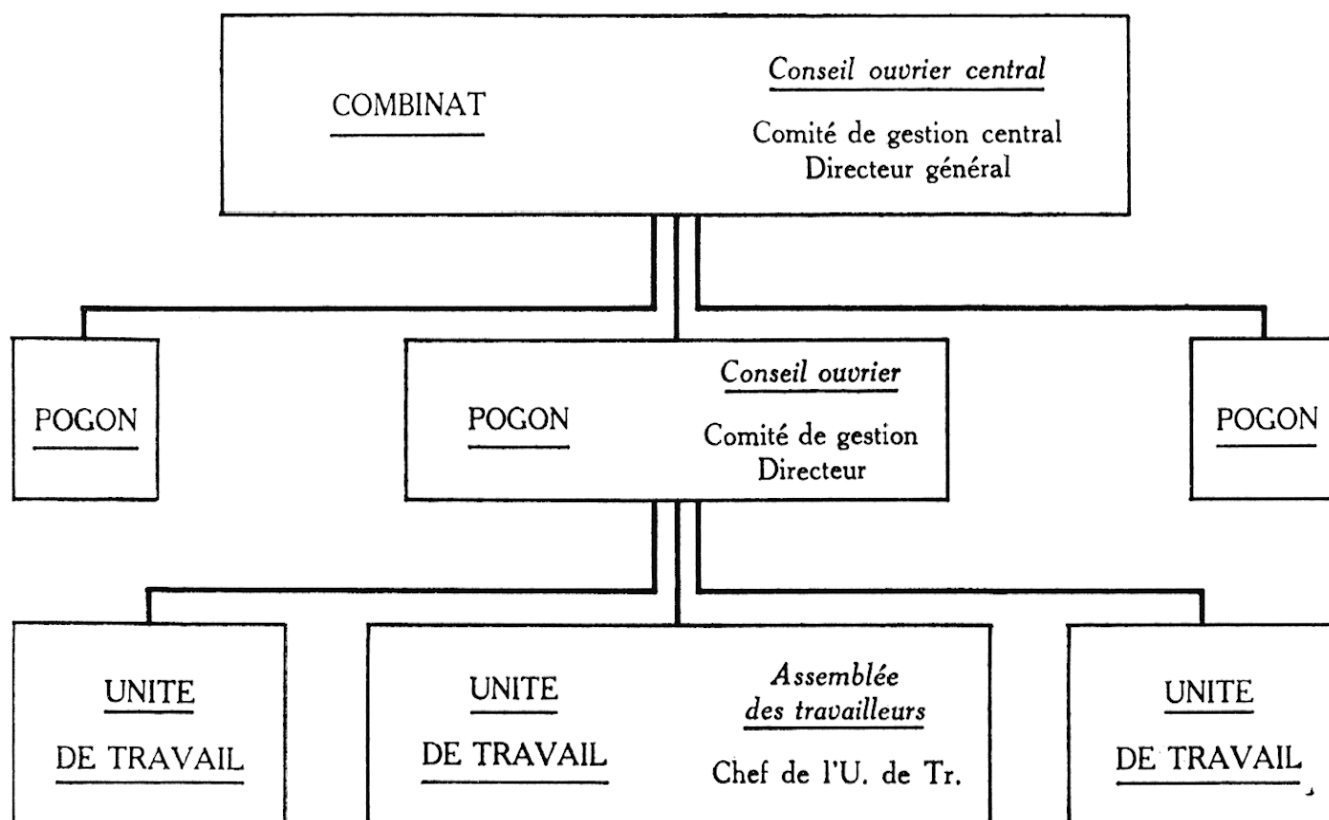 COMBINAT
Conseil ouvrier central
Comité de gestion central
Directeur général
POGON
POGON
Conseil ouvrier
Comité de gestion
Directeur
POGON
UNITE
DE TRAVAIL
UNITE
DE TRAVAIL
Assemblée
des travailleurs
Chef de l'U. de Tr.
UNITE
DE TRAVAIL